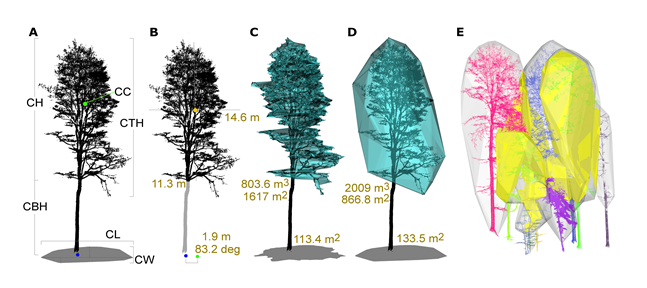 A B C D E
CH
CC
CTH
CBH
CL
CW
14.6 m
11.3 m
1.9 m
83.2 deg
803.6 m³
1617 m²
113.4 m²
2009 m³
866.8 m²
133.5 m²